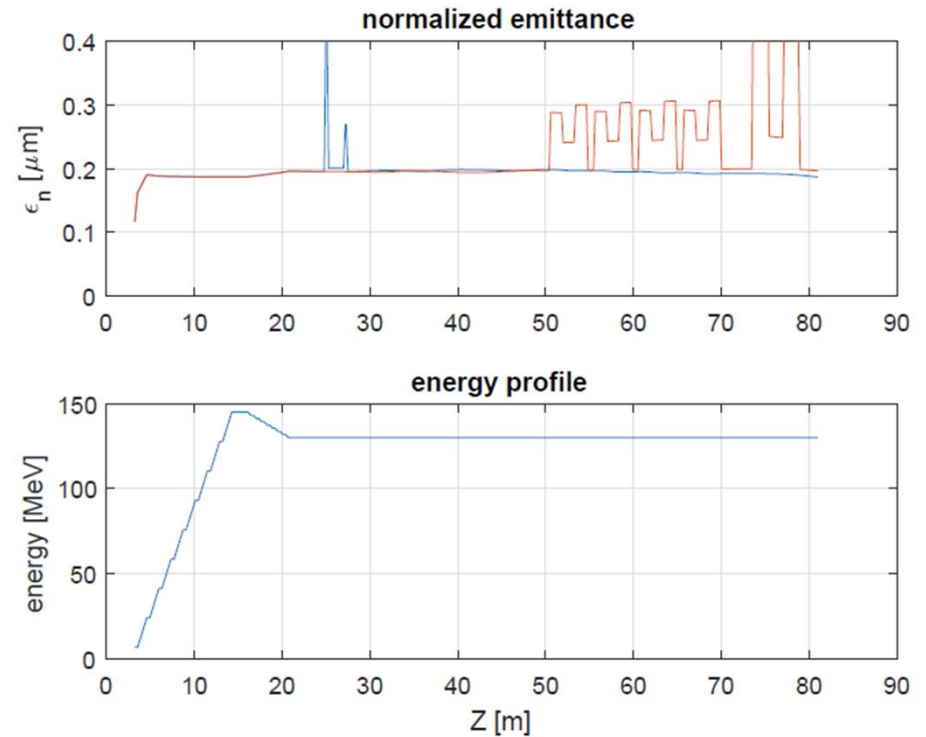 normalized emittance
0.4
0.3
0.2
0.1
0
ϵn [μm]
0 10 20 30 40 50 60 70 80 90
energy profile
150
100
50
0
energy [MeV]
0 10 20 30 40 50 60 70 80 90
Z [m]